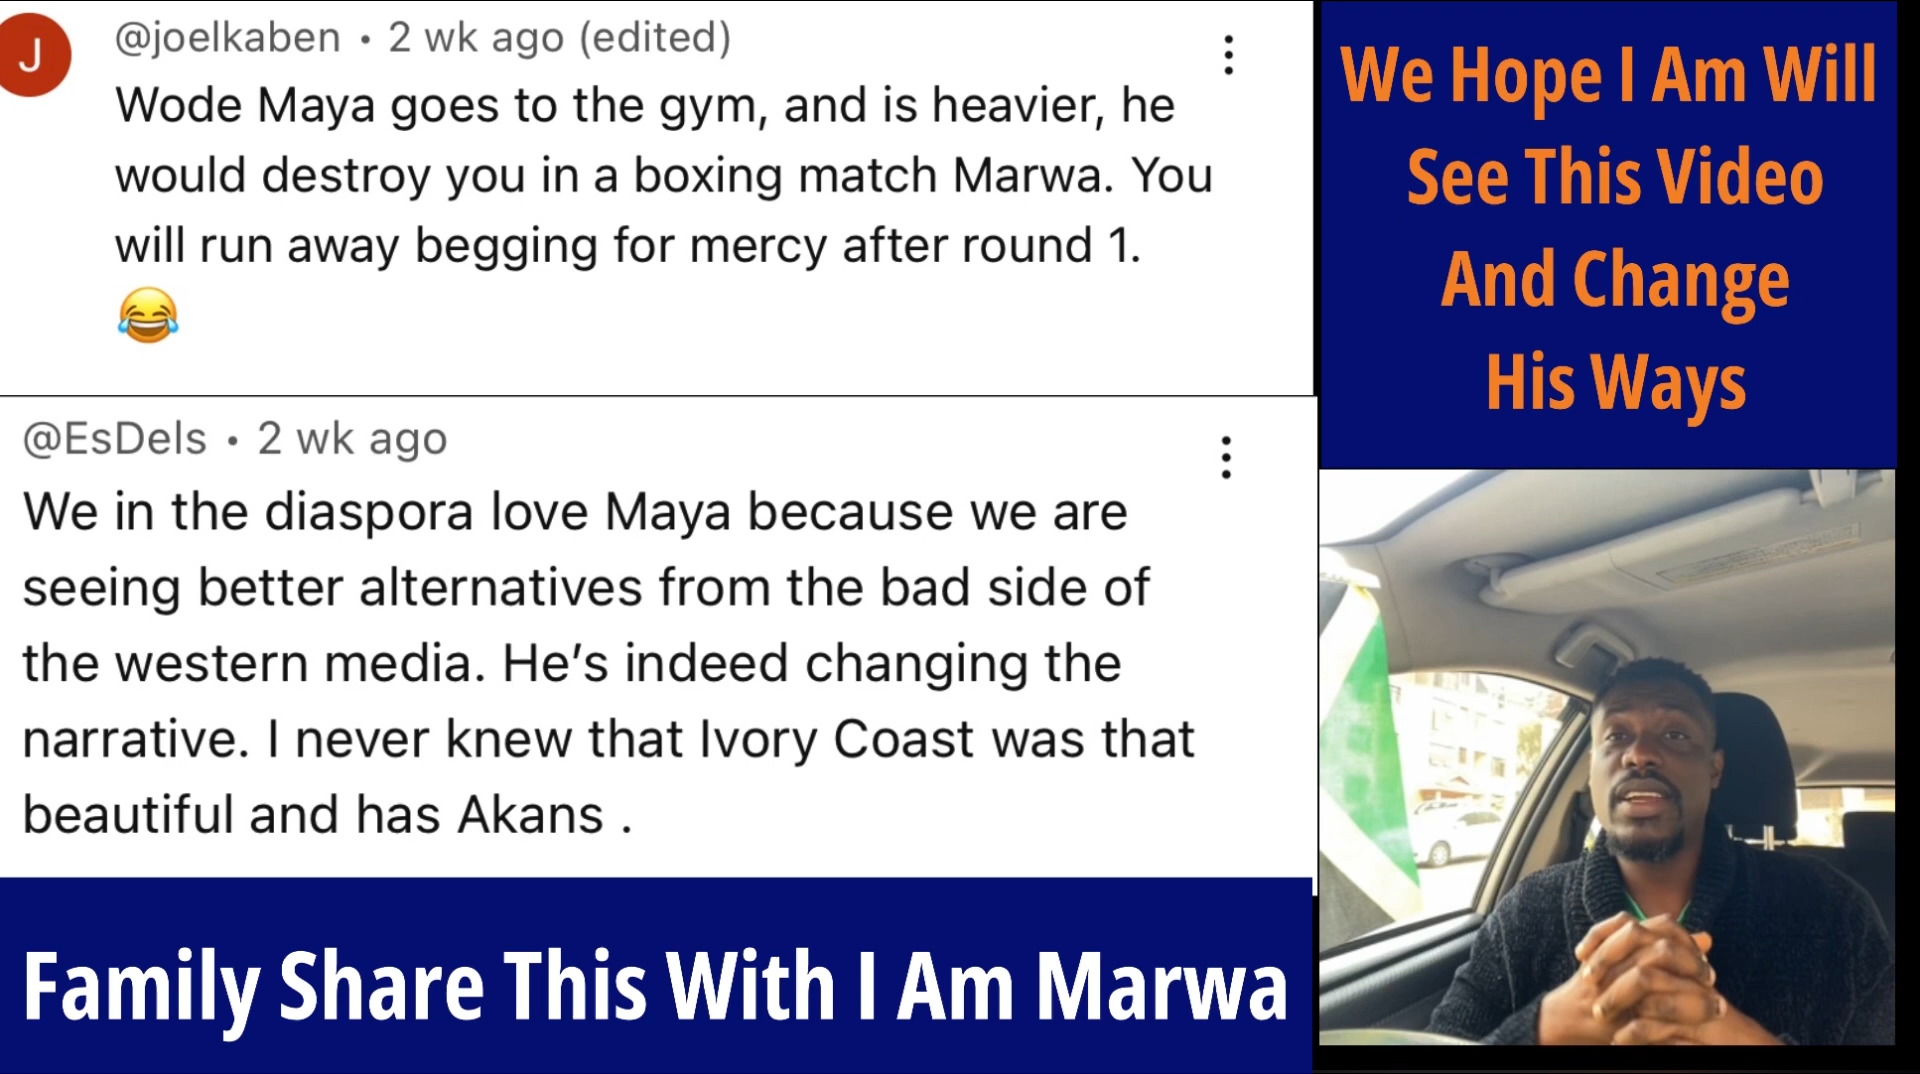 J
@joelkaben • 2 wk ago (edited)
Wode Maya goes to the gym, and is heavier, he
would destroy you in a boxing match Marwa. You
will run away begging for mercy after round 1.
😂
@EsDels • 2 wk ago
We in the diaspora love Maya because we are
seeing better alternatives from the bad side of
the western media. He's indeed changing the
narrative. I never knew that Ivory Coast was that
beautiful and has Akans .
Family Share This With I Am Marwa
We Hope I Am Will
See This Video
And Change
His Ways